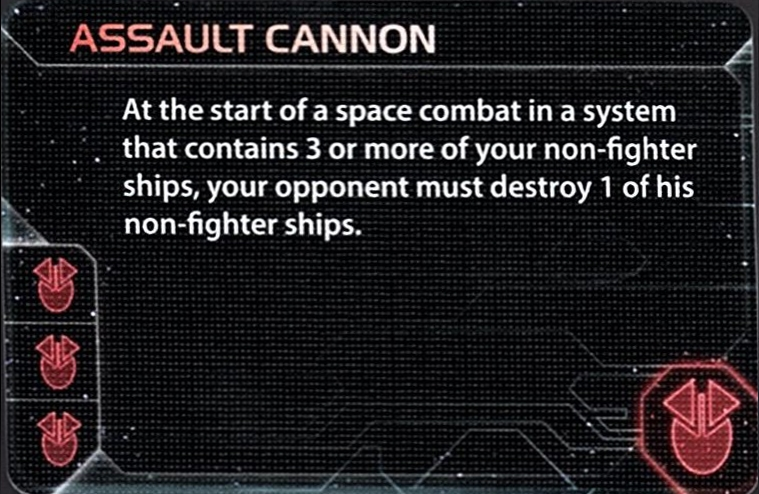 ASSAULT CANNON
At the start of a space combat in a system
that contains 3 or more of your non-fighter
ships, your opponent must destroy 1 of his
non-fighter ships.